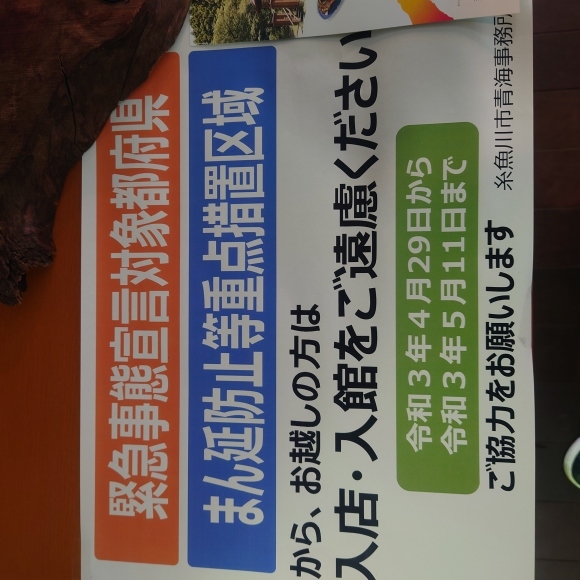 緊急事態宣言対象都府県
まん延防止等重点措置区域
から、お越しの方は
入店・入館をご遠慮ください
令和3年4月29日から
令和3年5月11日まで
ご協力をお願いします
糸魚川市青海事務所